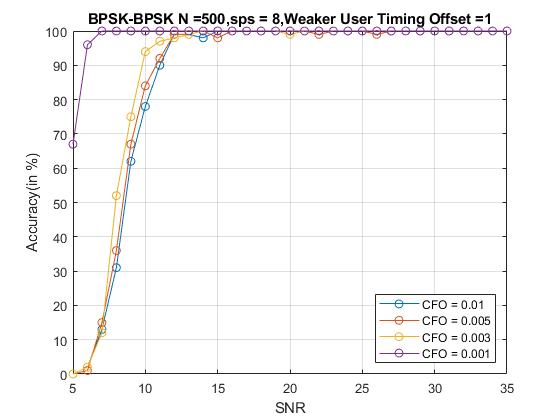 BPSK-BPSK N =500,sps = 8,Weaker User Timing Offset =1
100
90
80
70
60
50
40
30
20
10
0
Accuracy(in %)
CFO = 0.01
CFO = 0.005
CFO = 0.003
CFO = 0.001
5 10 15 20 25 30 35
SNR